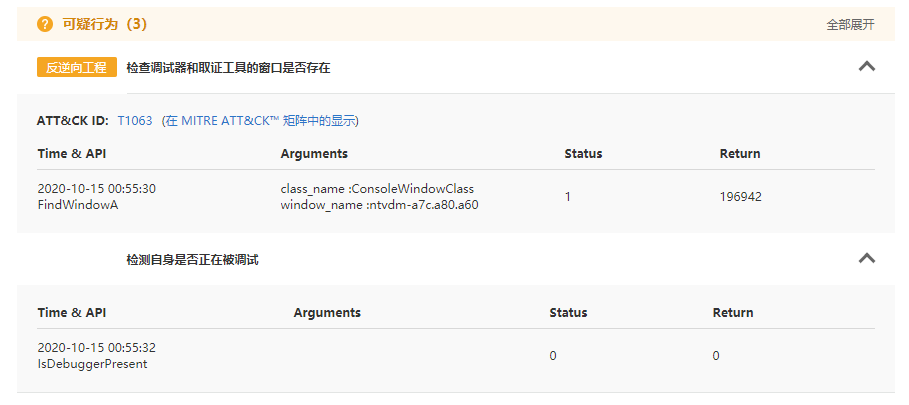 ? 可疑行为（3） 全部展开
反逆向工程 检查调试器和取证工具的窗口是否存在
ATT&CK ID: T1063 (在 MITRE ATT&CK™ 矩阵中的显示)
Time & API Arguments Status Return
2020-10-15 00:55:30 class_name :ConsoleWindowClass
FindWindowA window_name :ntvdm-a7c.a80.a60 1 196942
检测自身是否正在被调试
Time & API Arguments Status Return
2020-10-15 00:55:32
IsDebuggerPresent 0 0